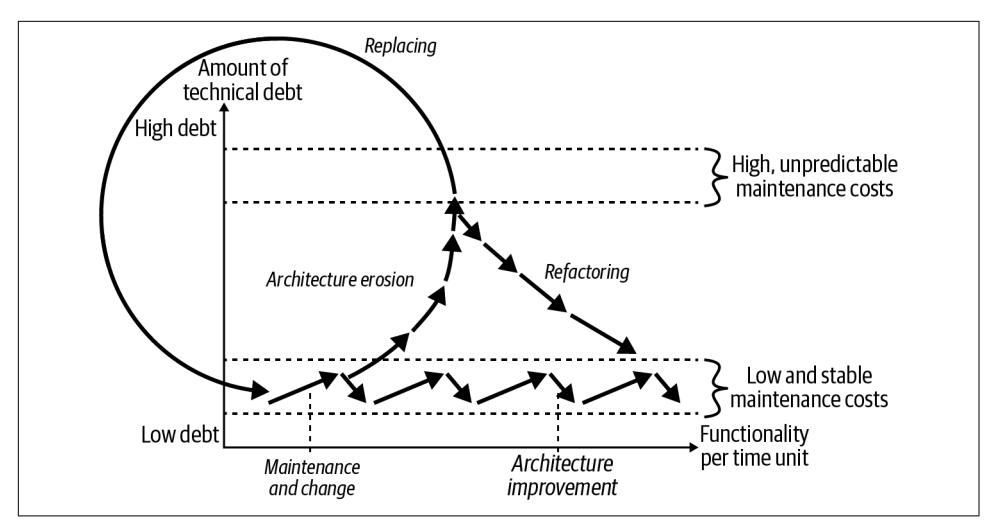 Replacing
Amount of
technical debt
High debt
High, unpredictable
maintenance costs
Architecture erosion
Refactoring
Low and stable
maintenance costs
Low debt
Functionality
per time unit
Maintenance
and change
Architecture
improvement